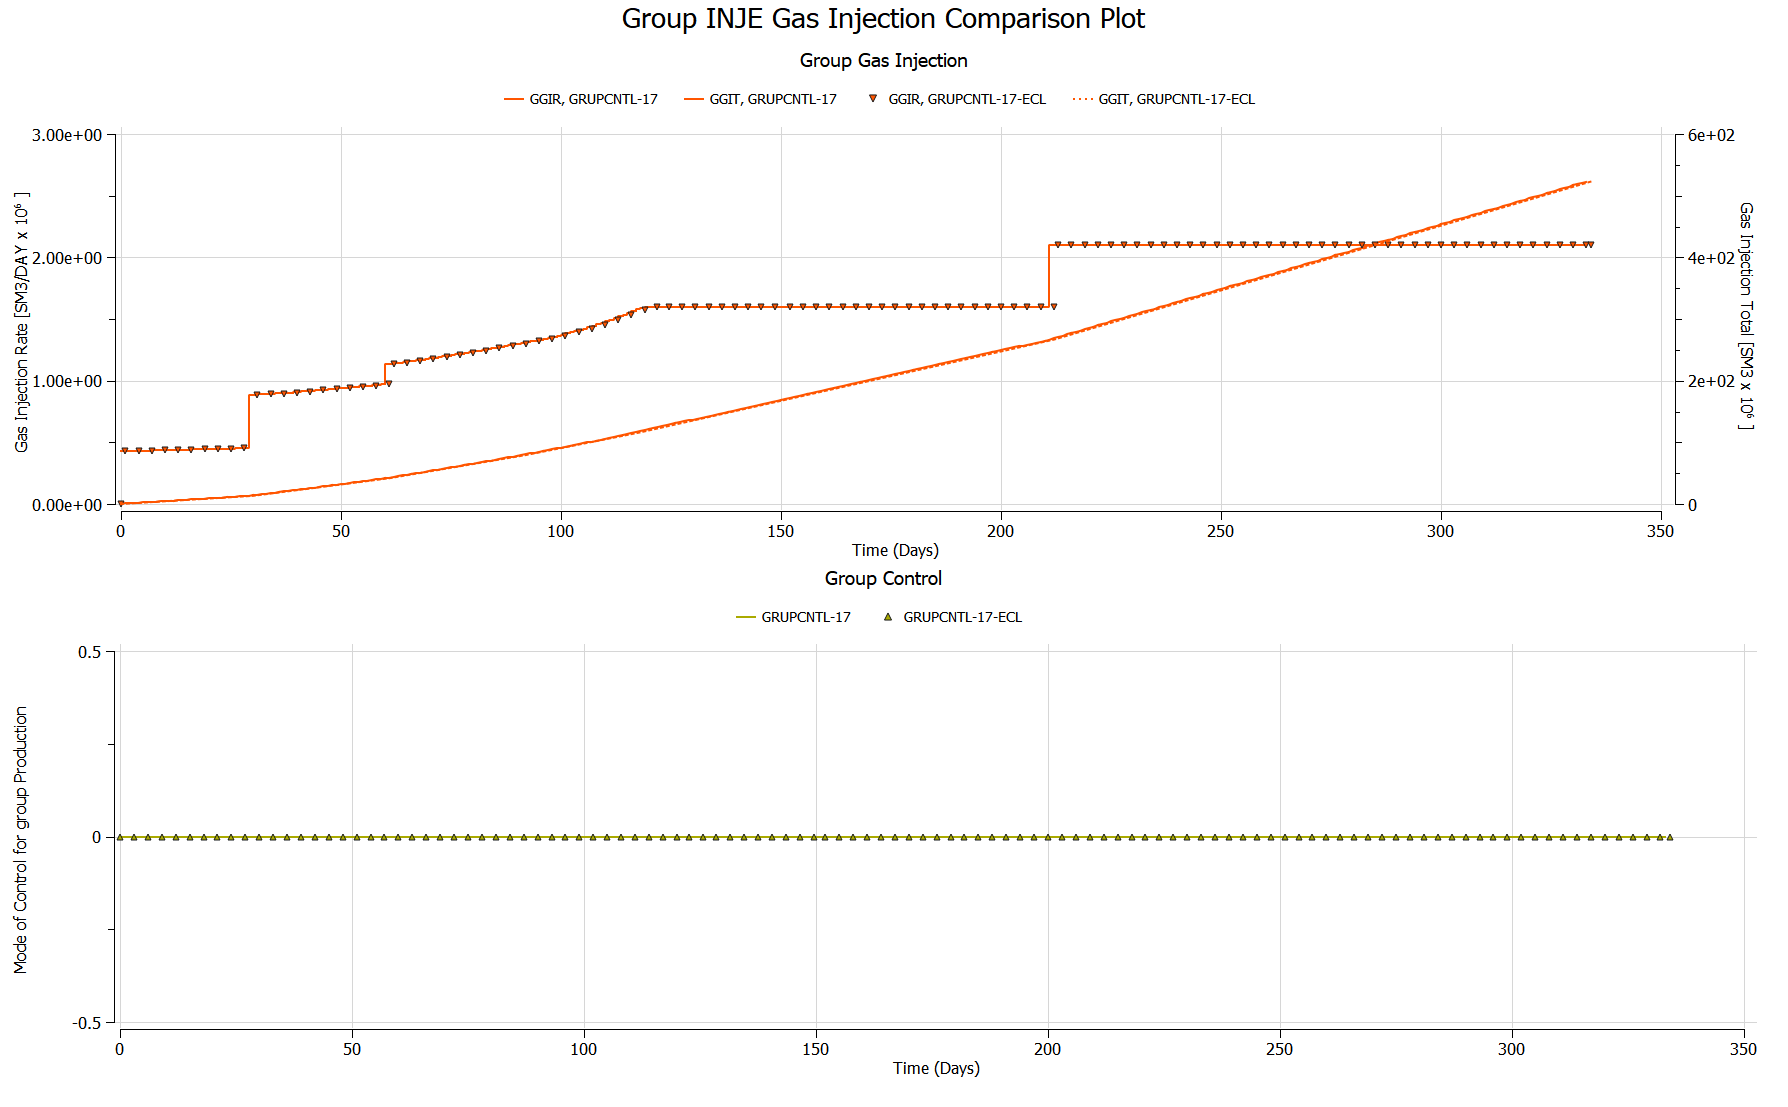 Group INJE Gas Injection Comparison Plot
Group Gas Injection
GGIR, GRUPCNTL-17 GGIT, GRUPCNTL-17 GGIR, GRUPCNTL-17-ECL GGIT, GRUPCNTL-17-ECL
Gas Injection Rate [SM3/DAY x 10⁶ ]
3.00e+00
2.00e+00
1.00e+00
0.00e+00
6e+02
4e+02
2e+02
0
Gas Injection Total [SM3 x 10⁶ ]
0 50 100 150 200 250 300 350
Time (Days)
Group Control
GRUPCNTL-17 GRUPCNTL-17-ECL
Mode of Control for group Production
0.5
0
-0.5
0 50 100 150 200 250 300 350
Time (Days)